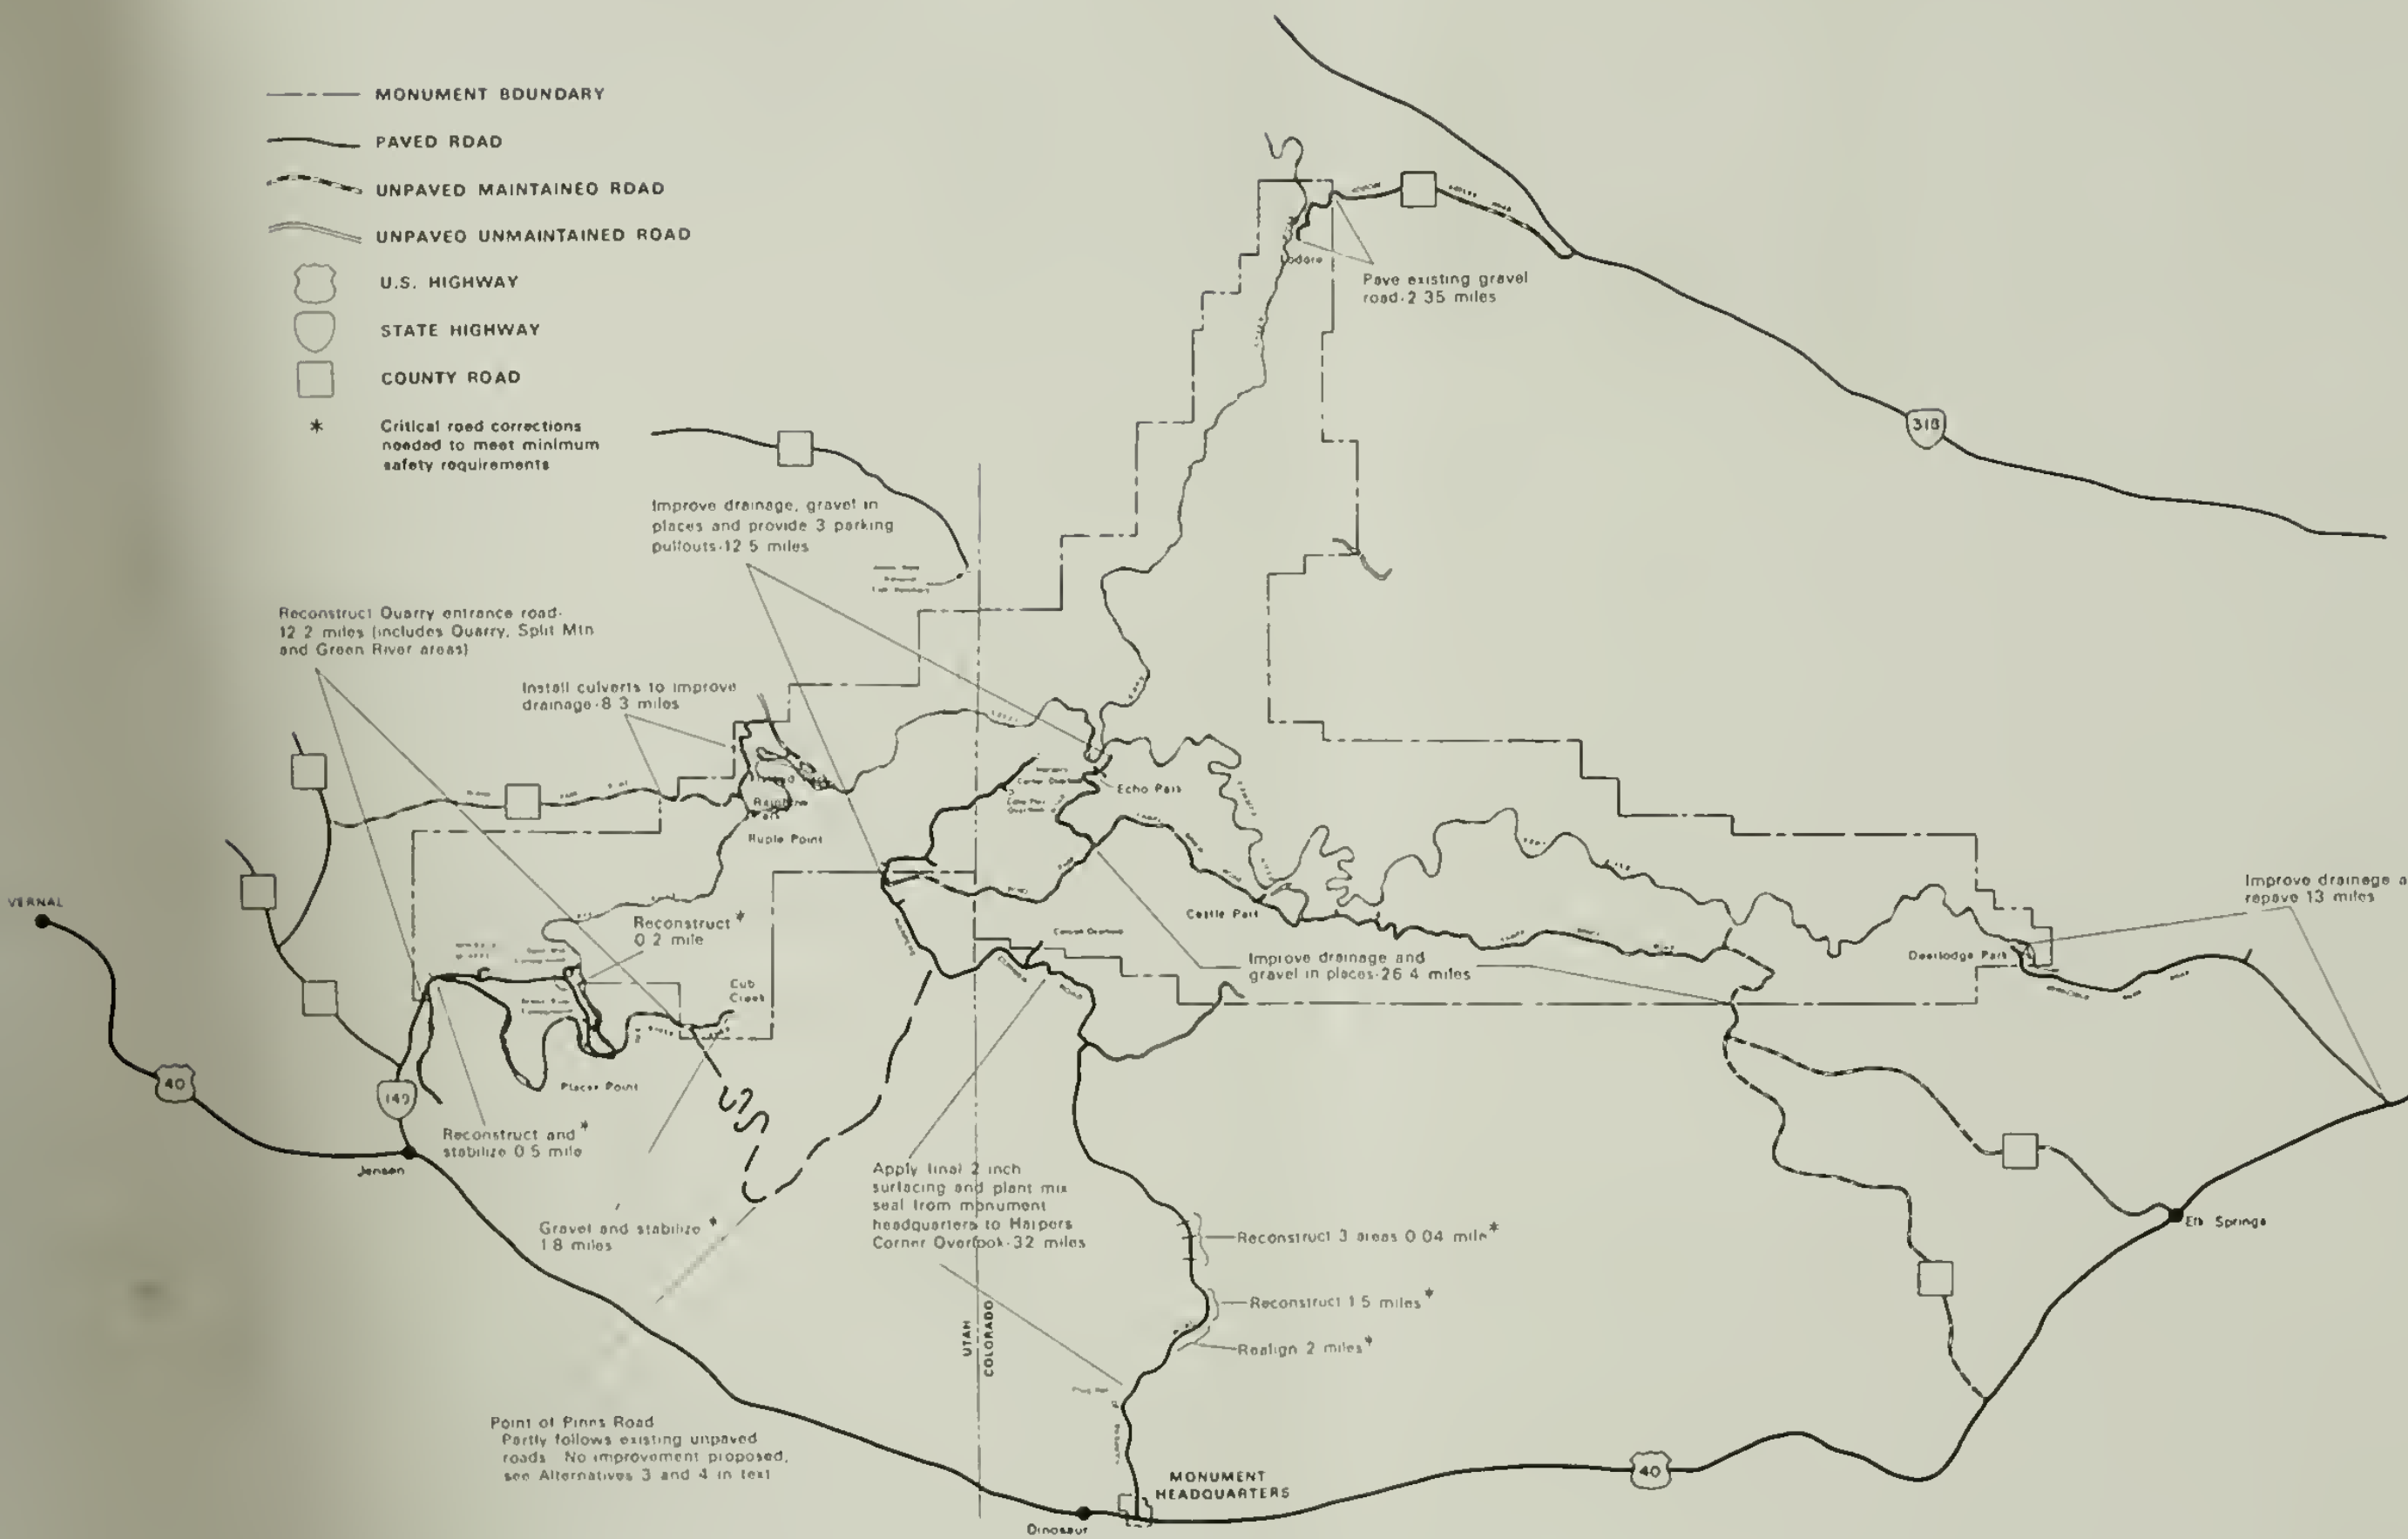 MONUMENT BOUNDARY
PAVED ROAD
UNPAVED MAINTAINED ROAD
UNPAVED UNMAINTAINED ROAD
U.S. HIGHWAY
STATE HIGHWAY
COUNTY ROAD
* Critical road corrections
needed to meet minimum
safety requirements
Lodore
Pave existing gravel
road-2 35 miles
318
Improve drainage, gravel in
places and provide 3 parking
pullouts-12 5 miles
Reconstruct Quarry entrance road-
12 2 miles (includes Quarry, Split Mtn
and Green River areas)
Install culverts to improve
drainage-8 3 miles
Rainbow
Park
Ruple Point
Echo Park
Castle Park
VERNAL
Reconstruct *
0 2 mile
Cub
Creek
Canyon Overlook
Improve drainage and
gravel in places-26 4 miles
Deerlodge Park
Improve drainage a
repave 13 miles
Placer Point
40
149
Jensen
Reconstruct and *
stabilize 0 5 mile
Gravel and stabilize *
1 8 miles
Apply final 2 inch
surfacing and plant mix
seal from monument
headquarters to Harpers
Corner Overlook-32 miles
Reconstruct 3 areas 0 04 mile *
Reconstruct 1 5 miles *
Realign 2 miles *
Elk Springs
UTAH
COLORADO
Point of Pines Road
Partly follows existing unpaved
roads No improvement proposed,
see Alternatives 3 and 4 in text
MONUMENT
HEADQUARTERS
40
Dinosaur